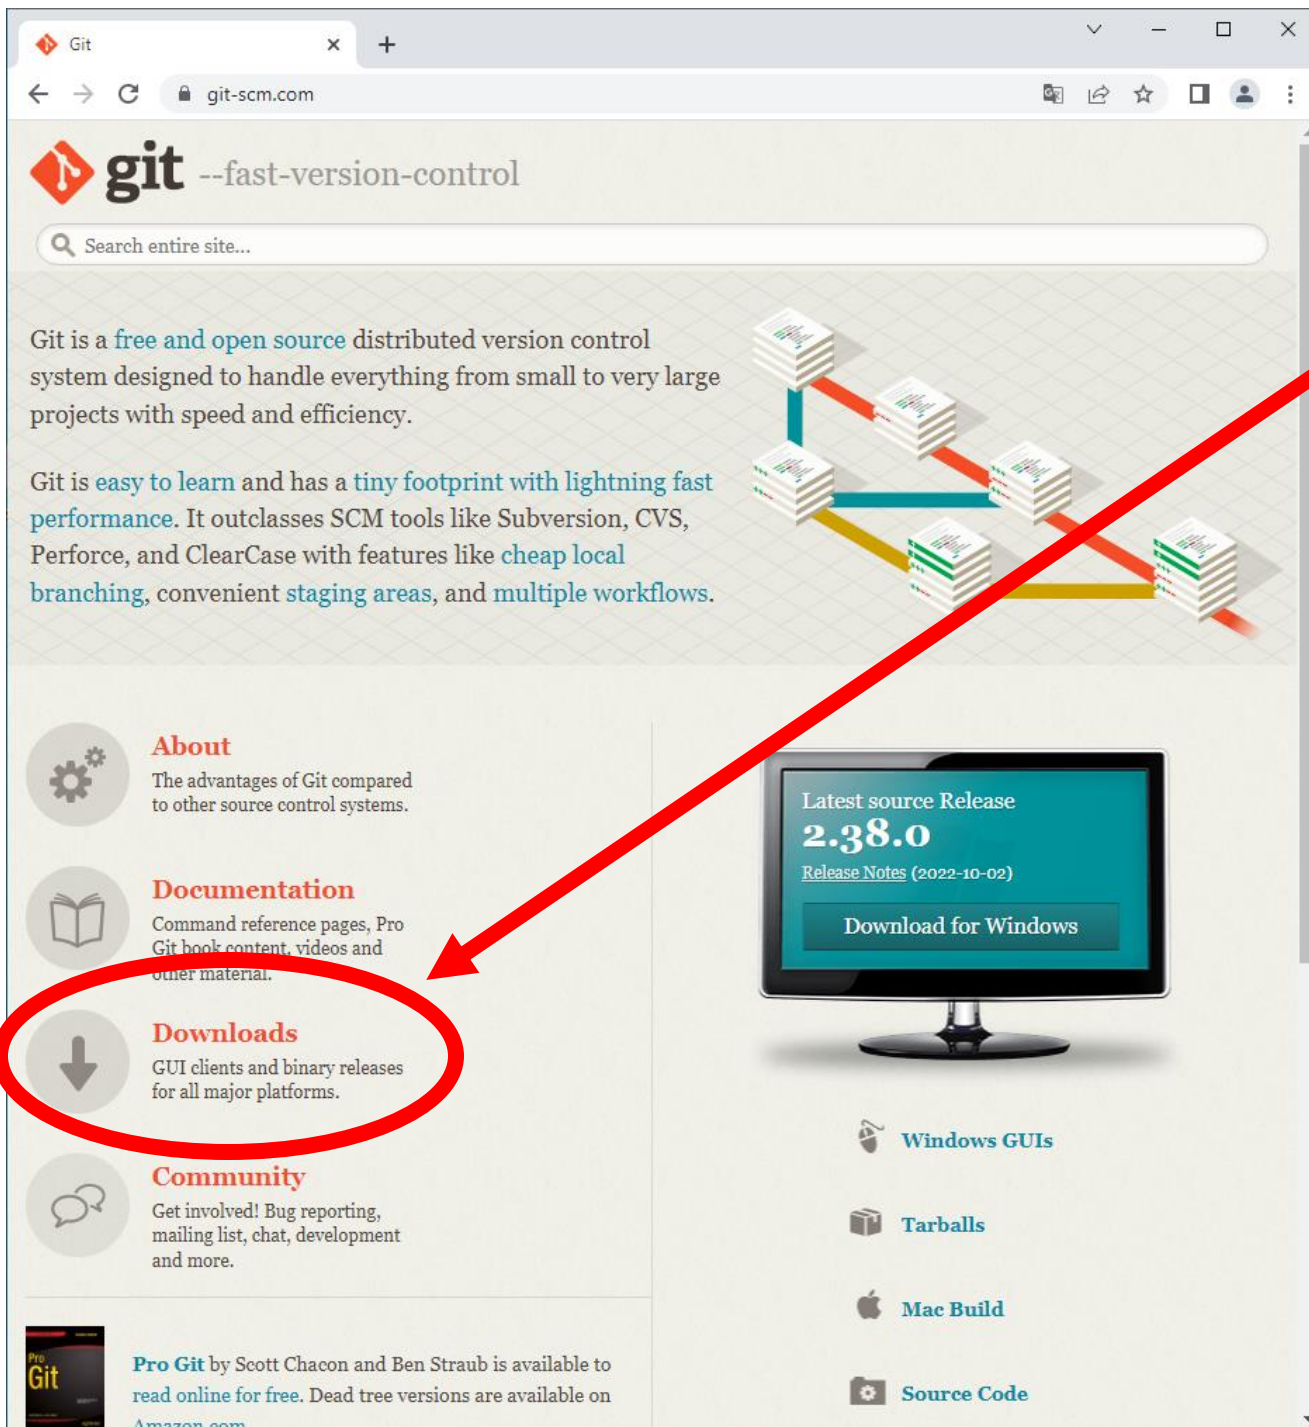 Git
git-scm.com
git --fast-version-control
Search entire site...
Git is a free and open source distributed version control
system designed to handle everything from small to very large
projects with speed and efficiency.
Git is easy to learn and has a tiny footprint with lightning fast
performance. It outclasses SCM tools like Subversion, CVS,
Perforce, and ClearCase with features like cheap local
branching, convenient staging areas, and multiple workflows.
About
The advantages of Git compared
to other source control systems.
Documentation
Command reference pages, Pro
Git book content, videos and
other material.
Downloads
GUI clients and binary releases
for all major platforms.
Community
Get involved! Bug reporting,
mailing list, chat, development
and more.
Pro
Git
Pro Git by Scott Chacon and Ben Straub is available to
read online for free. Dead tree versions are available on
Amazon.com.
Latest source Release
2.38.0
Release Notes (2022-10-02)
Download for Windows
Windows GUIs
Tarballs
Mac Build
Source Code